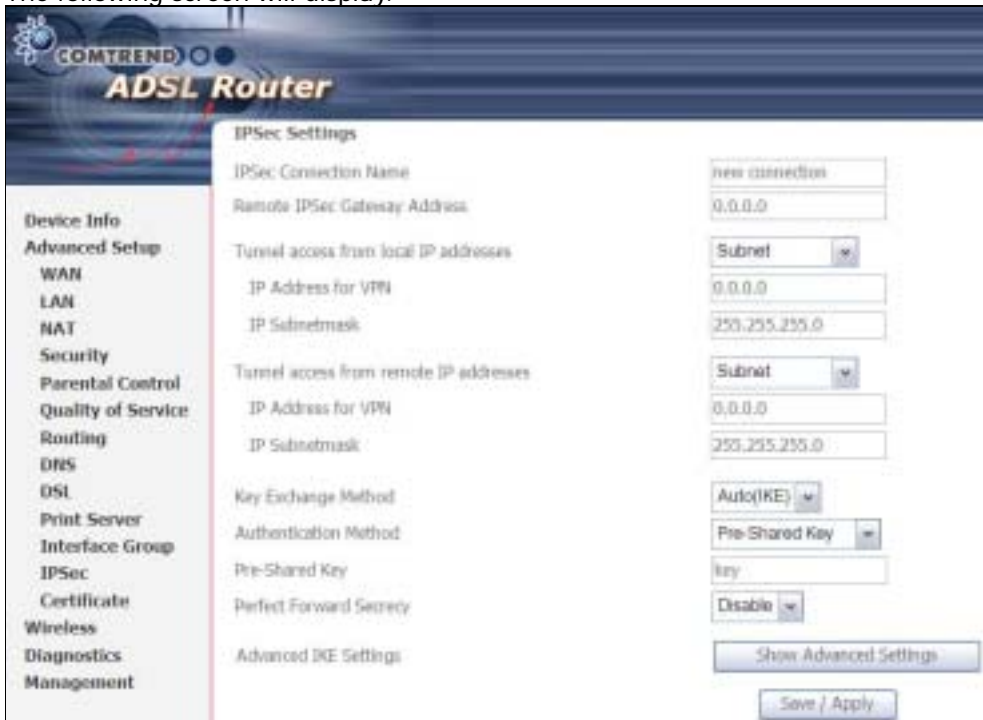 The following screen will display.
COMTREND
ADSL Router
IPSec Settings
IPSec Connection Name new connection
Remote IPSec Gateway Address 0.0.0.0
Tunnel access from local IP addresses Subnet
IP Address for VPN 0.0.0.0
IP Subnetmask 255.255.255.0
Tunnel access from remote IP addresses Subnet
IP Address for VPN 0.0.0.0
IP Subnetmask 255.255.255.0
Key Exchange Method Auto(IKE)
Authentication Method Pre-Shared Key
Pre-Shared Key key
Perfect Forward Secrecy Disable
Advanced IKE Settings Show Advanced Settings
Save / Apply
Device Info
Advanced Setup
WAN
LAN
NAT
Security
Parental Control
Quality of Service
Routing
DNS
DSL
Print Server
Interface Group
IPSec
Certificate
Wireless
Diagnostics
Management